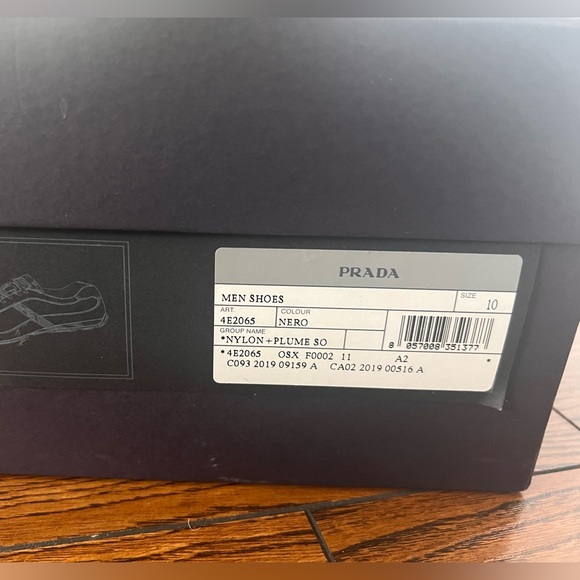 PRADA
MEN SHOES
SIZE
10
ART.
4E2065
COLOUR
NERO
GROUP NAME
*NYLON+PLUME SO
8 057008 351377
*4E2065 OSX F0002 11 A2 *
C093 2019 09159 A CA02 2019 00516 A